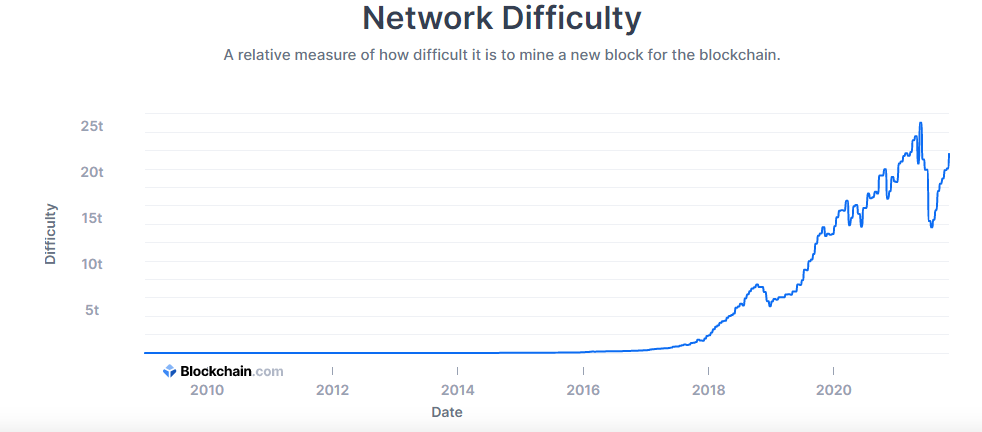 Network Difficulty
A relative measure of how difficult it is to mine a new block for the blockchain.
25t
20t
15t
10t
5t
Difficulty
Blockchain.com
2010 2012 2014 2016 2018 2020
Date